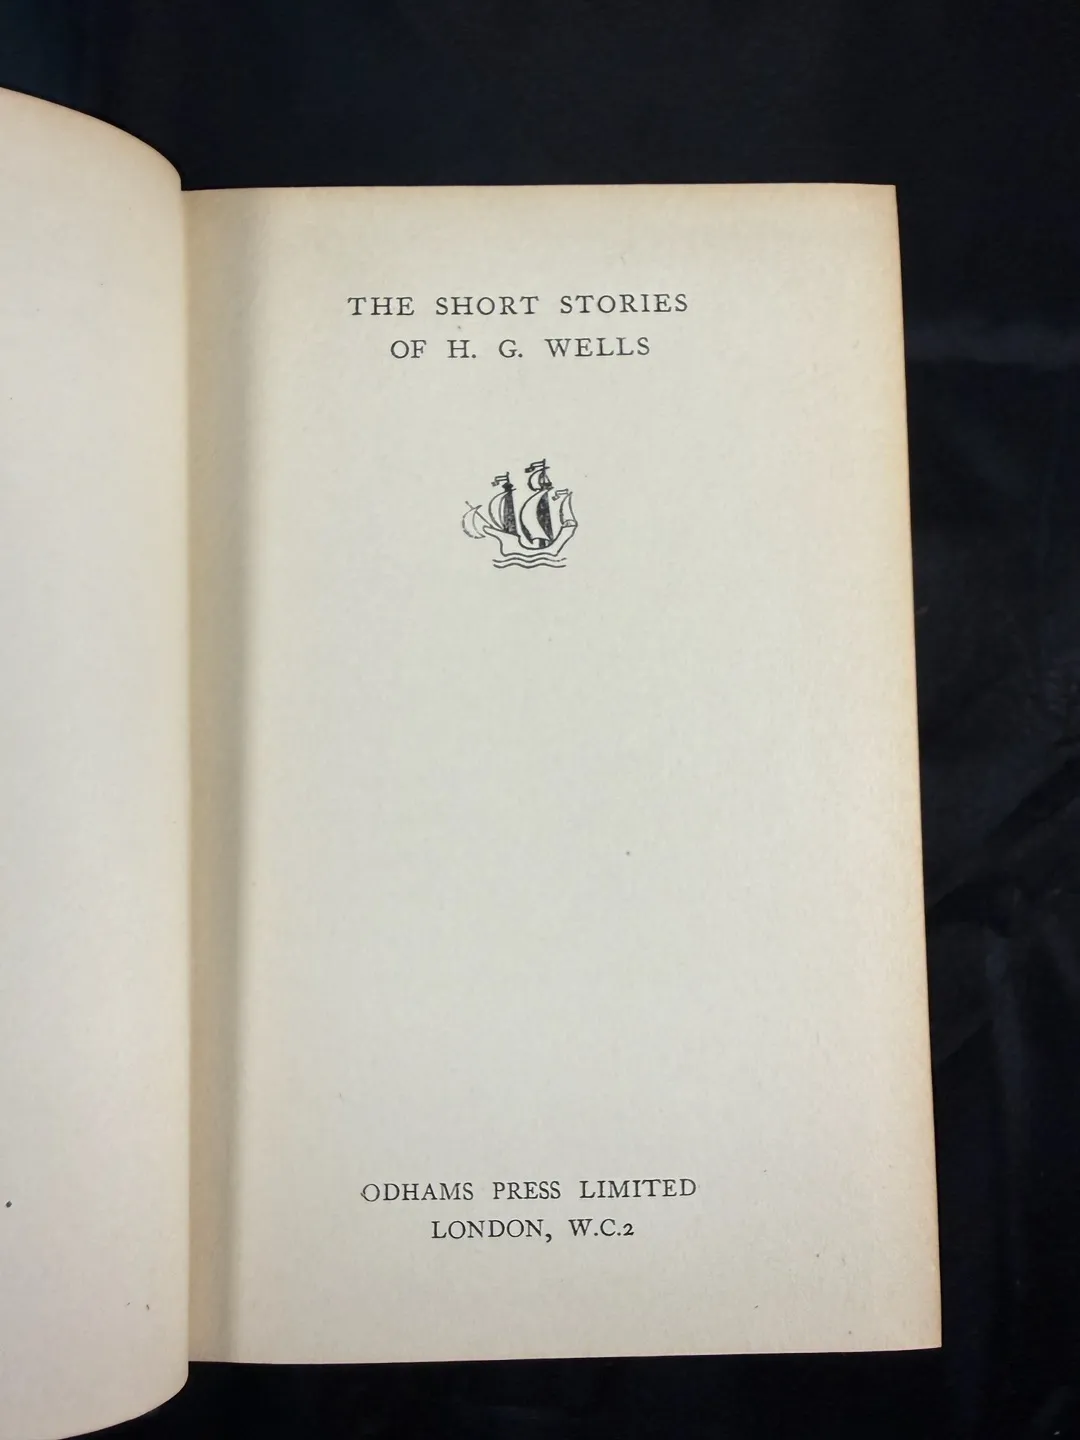 THE SHORT STORIES
OF H. G. WELLS
ODHAMS PRESS LIMITED
LONDON, W.C.2